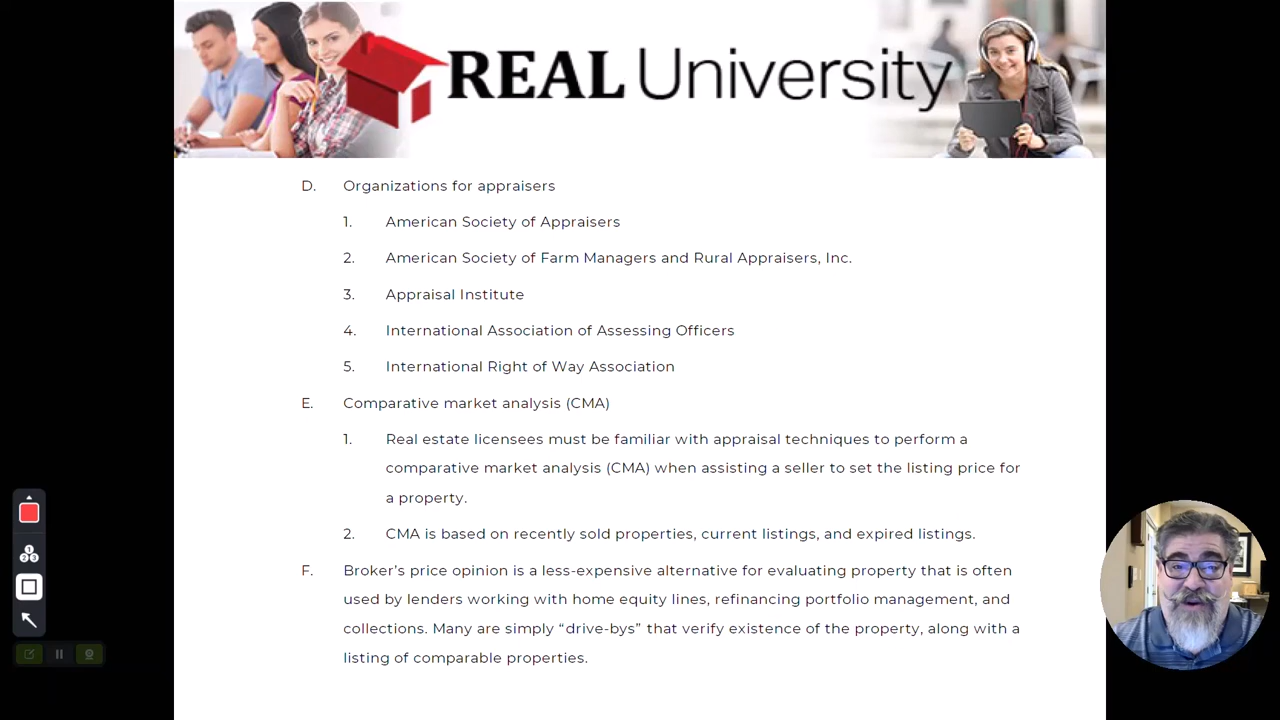 REAL University
D. Organizations for appraisers
1. American Society of Appraisers
2. American Society of Farm Managers and Rural Appraisers, Inc.
3. Appraisal Institute
4. International Association of Assessing Officers
5. International Right of Way Association
E. Comparative market analysis (CMA)
1. Real estate licensees must be familiar with appraisal techniques to perform a
comparative market analysis (CMA) when assisting a seller to set the listing price for
a property.
2. CMA is based on recently sold properties, current listings, and expired listings.
F. Broker’s price opinion is a less-expensive alternative for evaluating property that is often
used by lenders working with home equity lines, refinancing portfolio management, and
collections. Many are simply “drive-bys” that verify existence of the property, along with a
listing of comparable properties.